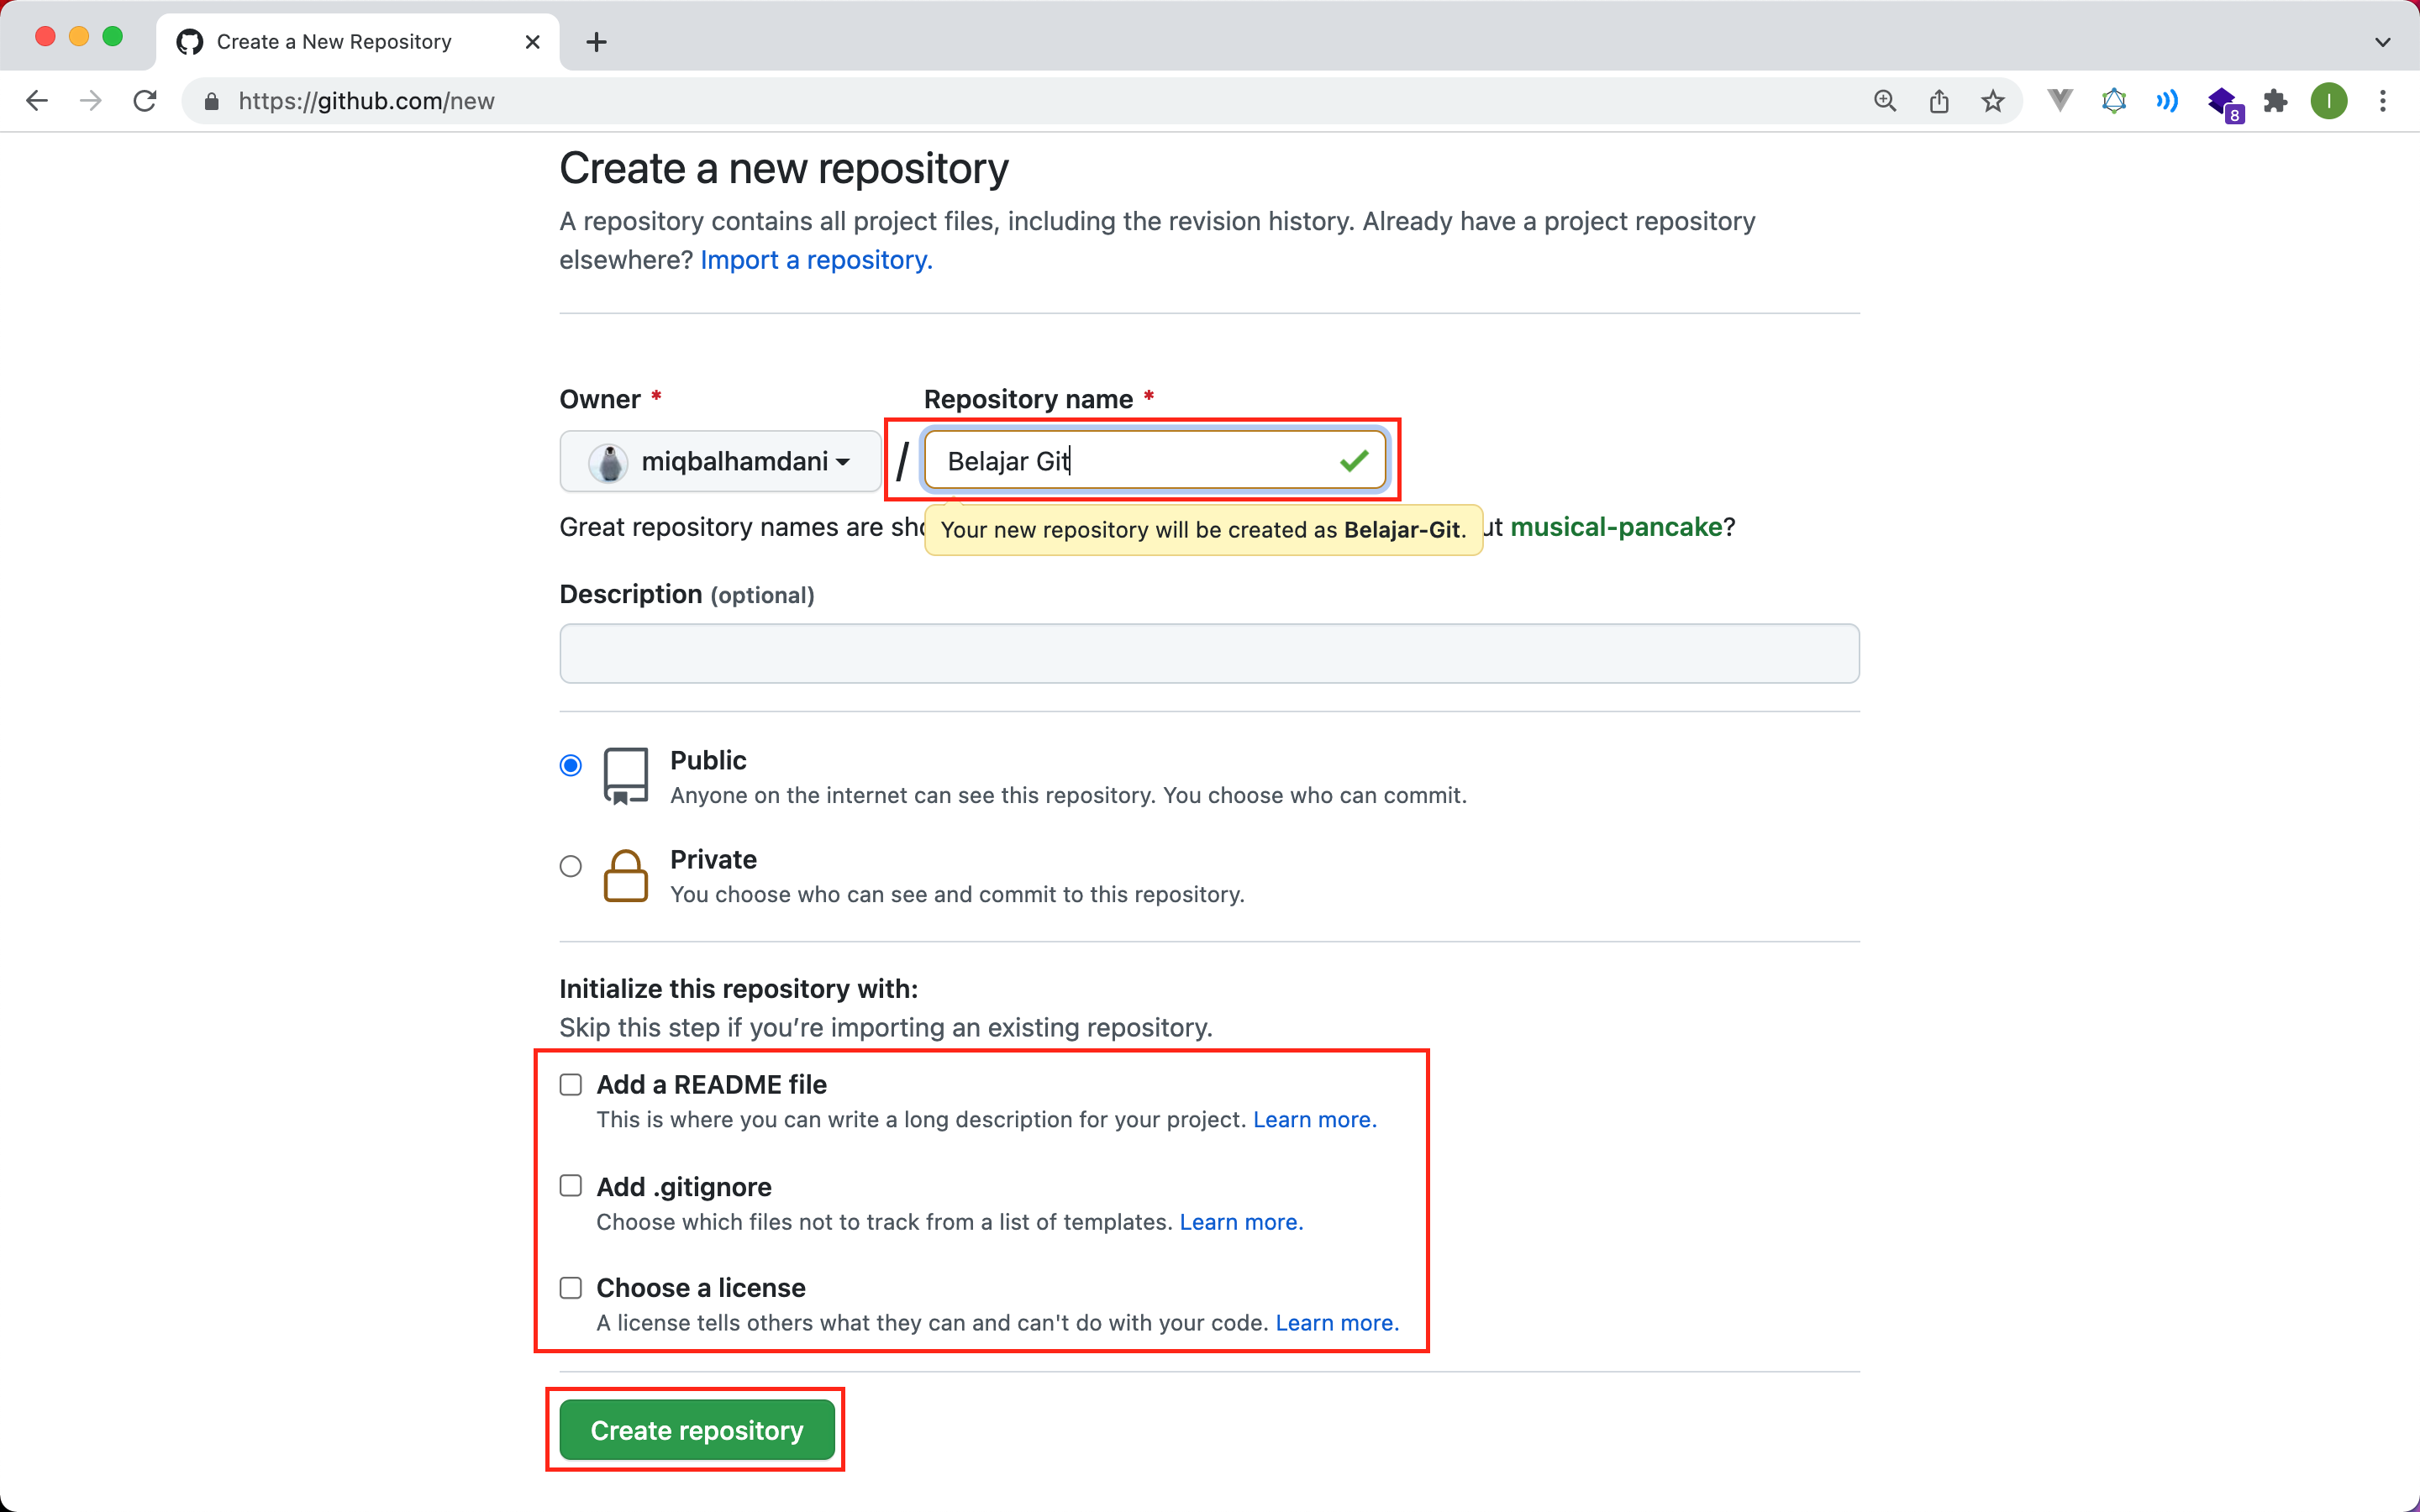 Create a New Repository
https://github.com/new
8
I
Create a new repository
A repository contains all project files, including the revision history. Already have a project repository
elsewhere? Import a repository.
Owner *
Repository name *
miqbalhamdani
/
Belajar Git
Great repository names are
Your new repository will be created as Belajar-Git.
musical-pancake?
Description (optional)
Public
Anyone on the internet can see this repository. You choose who can commit.
Private
You choose who can see and commit to this repository.
Initialize this repository with:
Skip this step if you’re importing an existing repository.
Add a README file
This is where you can write a long description for your project. Learn more.
Add .gitignore
Choose which files not to track from a list of templates. Learn more.
Choose a license
A license tells others what they can and can't do with your code. Learn more.
Create repository